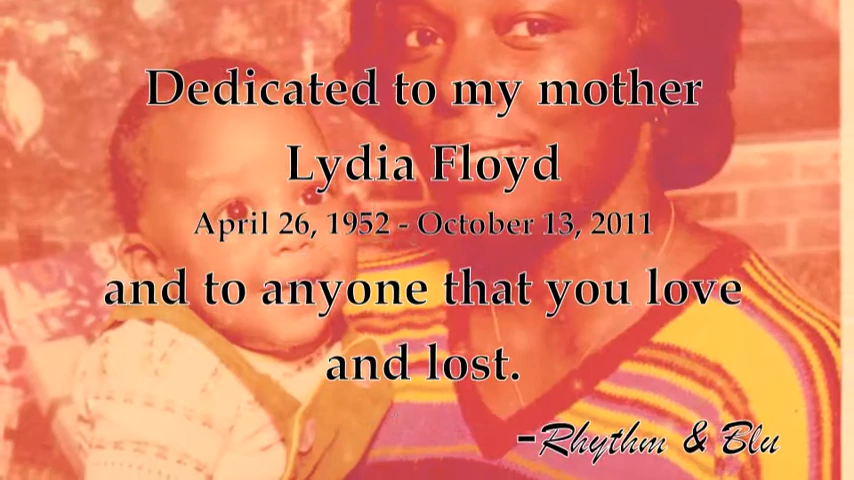 Dedicated to my mother
Lydia Floyd
April 26, 1952 - October 13, 2011
and to anyone that you love
and lost.
-Rhythm & Blu